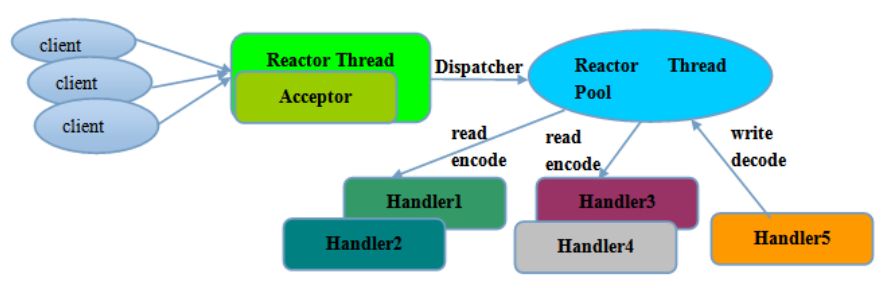 client
client
client
Reactor Thread
Acceptor
Dispatcher
Reactor Thread
Pool
read
encode
read
encode
write
decode
Handler1
Handler2
Handler3
Handler4
Handler5